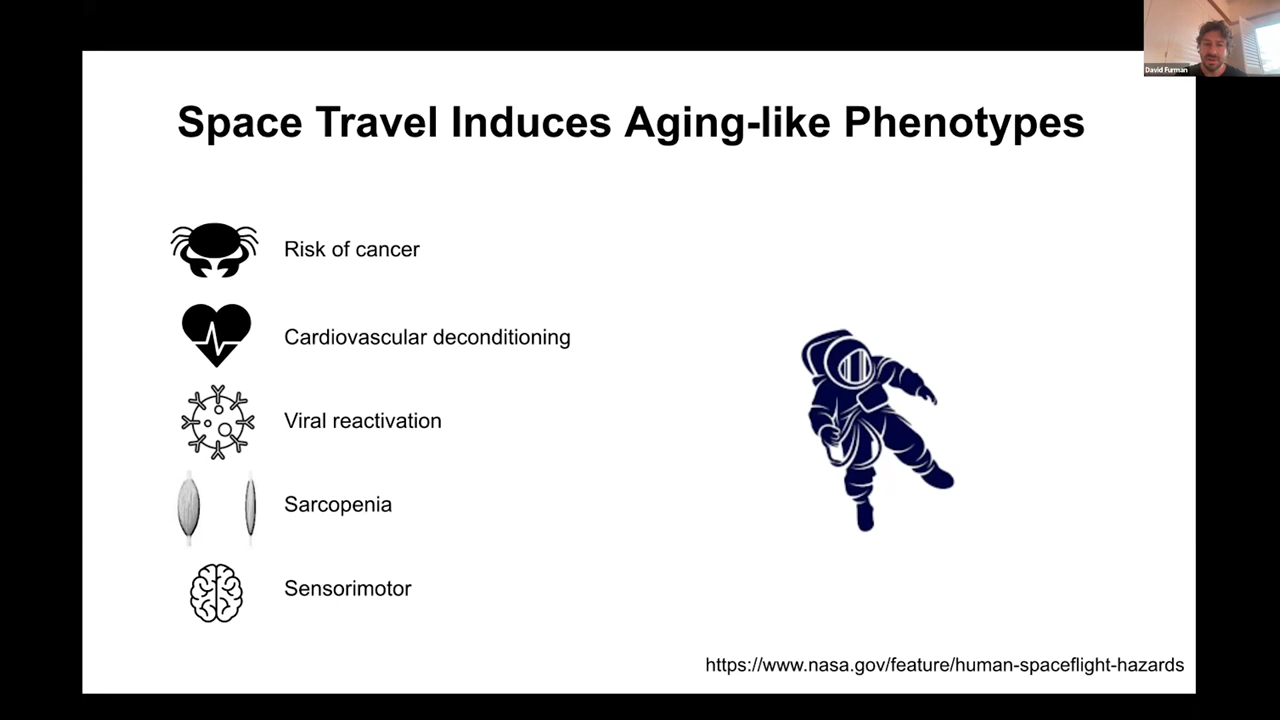 David Furman
Space Travel Induces Aging-like Phenotypes
Risk of cancer
Cardiovascular deconditioning
Viral reactivation
Sarcopenia
Sensorimotor
https://www.nasa.gov/feature/human-spaceflight-hazards